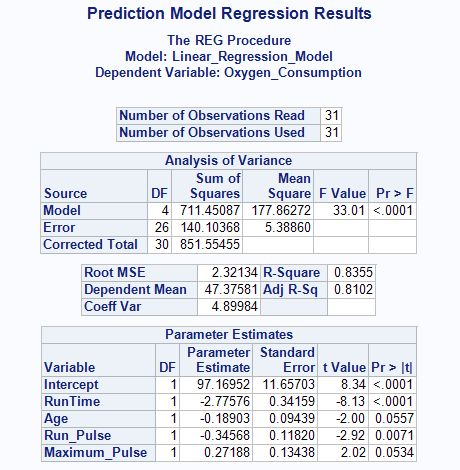 Prediction Model Regression Results
The REG Procedure
Model: Linear_Regression_Model
Dependent Variable: Oxygen_Consumption
Number of Observations Read 31
Number of Observations Used 31
Analysis of Variance
Source DF Sum of Squares Mean Square F Value Pr > F
Model 4 711.45087 177.86272 33.01 <.0001
Error 26 140.10368 5.38860
Corrected Total 30 851.55455
Root MSE 2.32134 R-Square 0.8355
Dependent Mean 47.37581 Adj R-Sq 0.8102
Coeff Var 4.89984
Parameter Estimates
Variable DF Parameter Estimate Standard Error t Value Pr > |t|
Intercept 1 97.16952 11.65703 8.34 <.0001
RunTime 1 -2.77576 0.34159 -8.13 <.0001
Age 1 -0.18903 0.09439 -2.00 0.0557
Run_Pulse 1 -0.34568 0.11820 -2.92 0.0071
Maximum_Pulse 1 0.27188 0.13438 2.02 0.0534